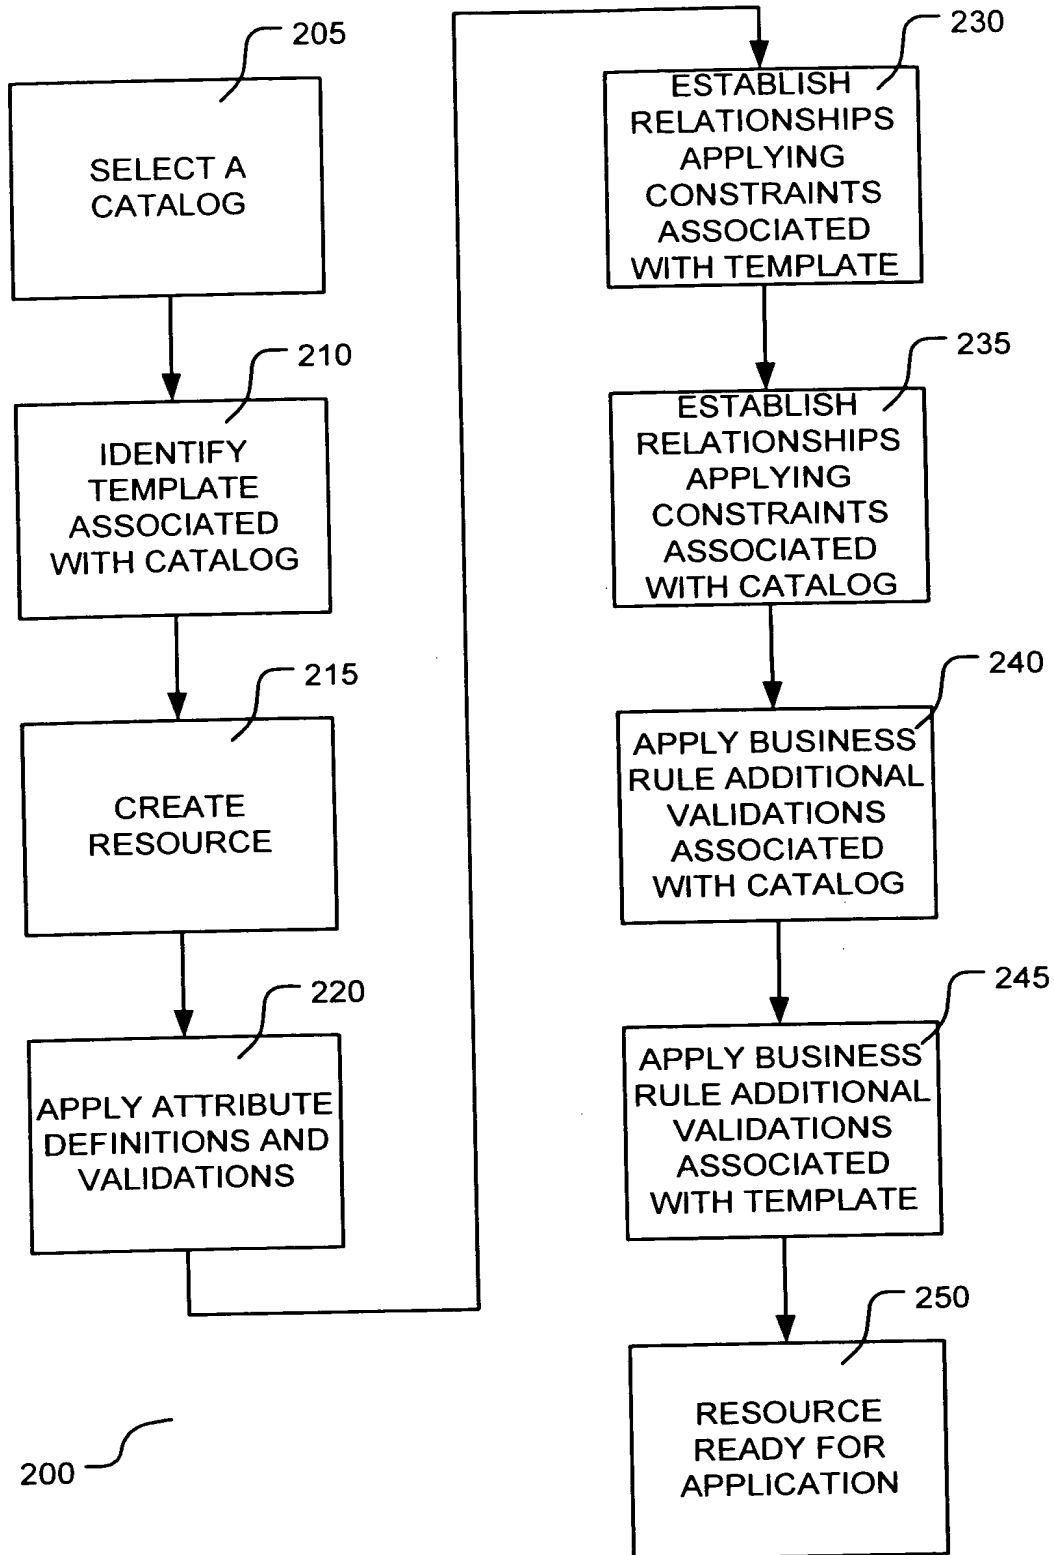 205
SELECT A
CATALOG
210
IDENTIFY
TEMPLATE
ASSOCIATED
WITH CATALOG
215
CREATE
RESOURCE
220
APPLY ATTRIBUTE
DEFINITIONS AND
VALIDATIONS
230
ESTABLISH
RELATIONSHIPS
APPLYING
CONSTRAINTS
ASSOCIATED
WITH TEMPLATE
235
ESTABLISH
RELATIONSHIPS
APPLYING
CONSTRAINTS
ASSOCIATED
WITH CATALOG
240
APPLY BUSINESS
RULE ADDITIONAL
VALIDATIONS
ASSOCIATED
WITH CATALOG
245
APPLY BUSINESS
RULE ADDITIONAL
VALIDATIONS
ASSOCIATED
WITH TEMPLATE
250
RESOURCE
READY FOR
APPLICATION
200